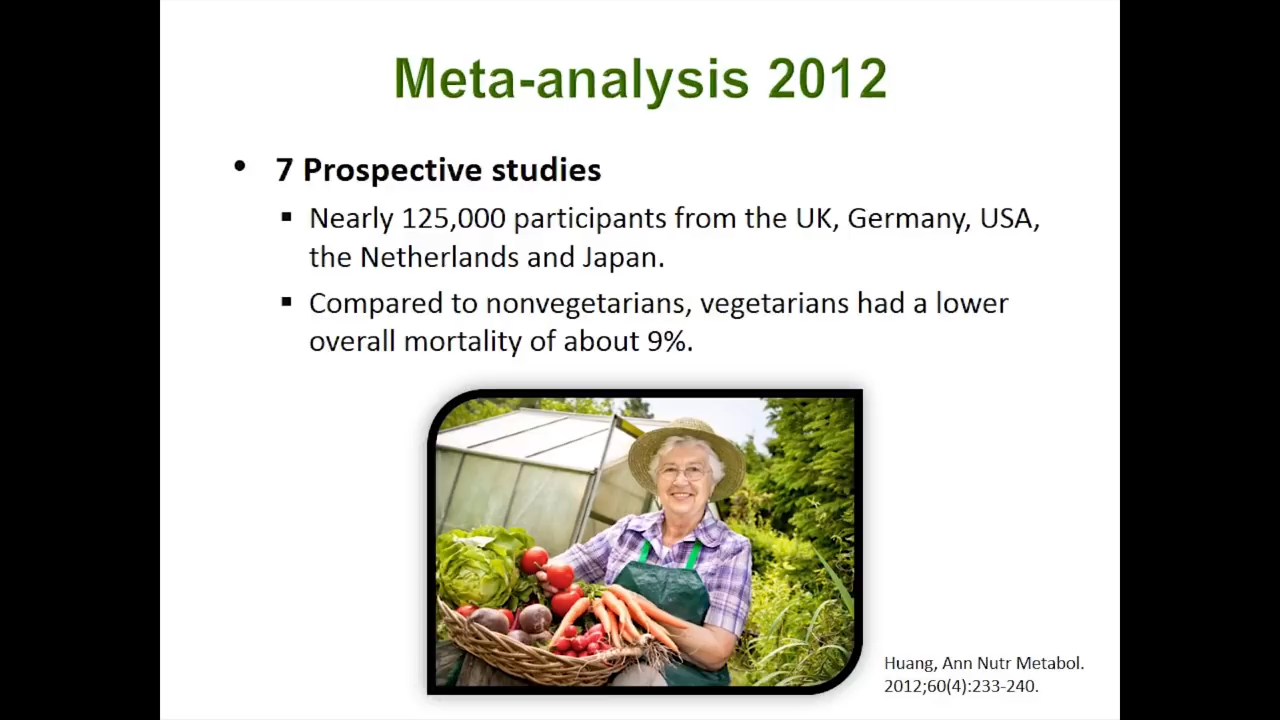 Meta-analysis 2012
• 7 Prospective studies
▪ Nearly 125,000 participants from the UK, Germany, USA,
the Netherlands and Japan.
▪ Compared to nonvegetarians, vegetarians had a lower
overall mortality of about 9%.
Huang, Ann Nutr Metabol.
2012;60(4):233-240.